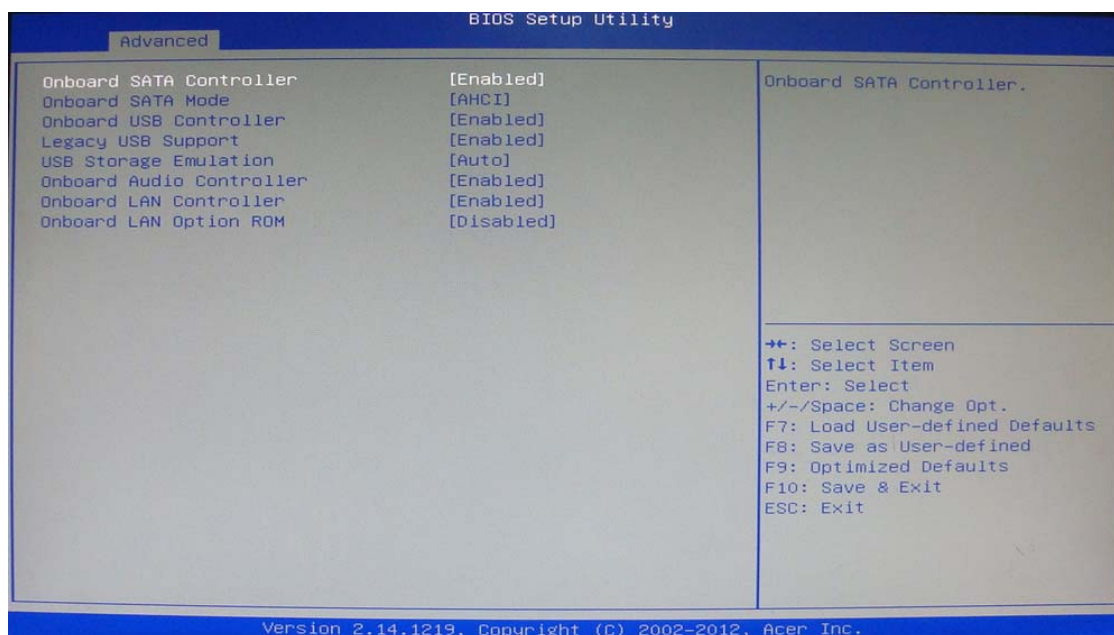 BIOS Setup Utility
Advanced
Onboard SATA Controller [Enabled]
Onboard SATA Mode [AHCI]
Onboard USB Controller [Enabled]
Legacy USB Support [Enabled]
USB Storage Emulation [Auto]
Onboard Audio Controller [Enabled]
Onboard LAN Controller [Enabled]
Onboard LAN Option ROM [Disabled]
Onboard SATA Controller.
→←: Select Screen
↑↓: Select Item
Enter: Select
+/-/Space: Change Opt.
F7: Load User-defined Defaults
F8: Save as User-defined
F9: Optimized Defaults
F10: Save & Exit
ESC: Exit
Version 2.14.1219. Copyright (C) 2002-2012, Acer Inc.